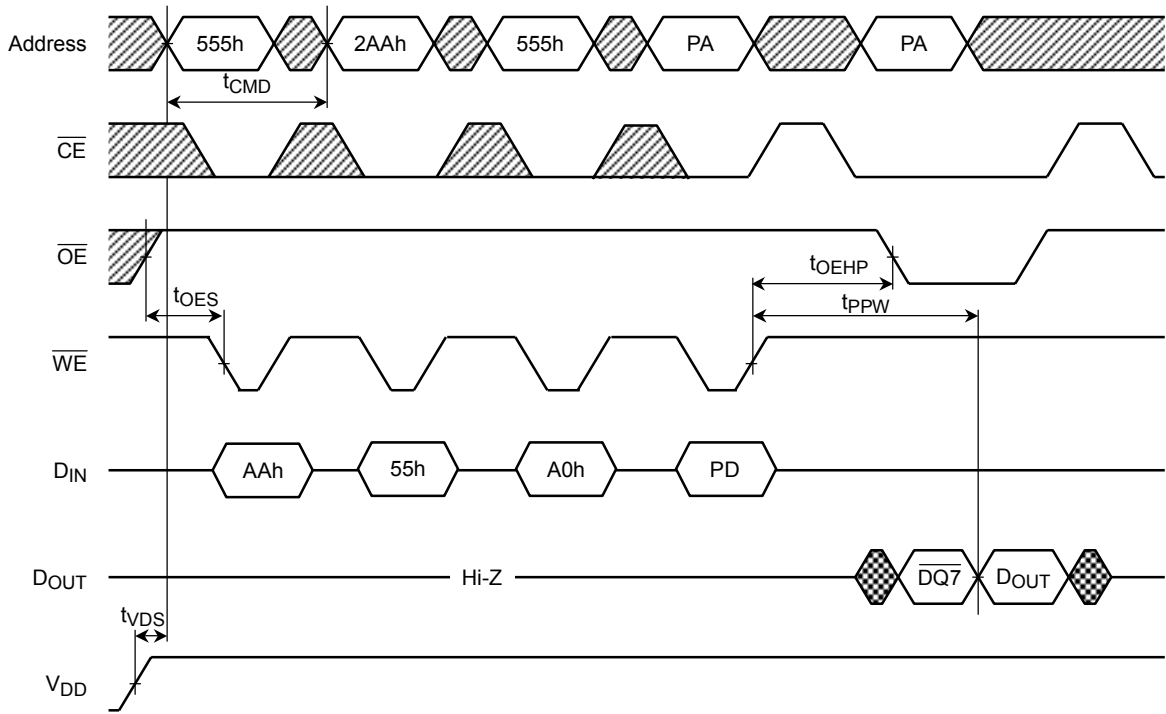 Address 555h 2AAh 555h PA PA
tCMD
CE
OE
tOEHP
tOES
tPPW
WE
DIN AAh 55h A0h PD
DOUT Hi-Z DQ7 DOUT
tVDS
VDD